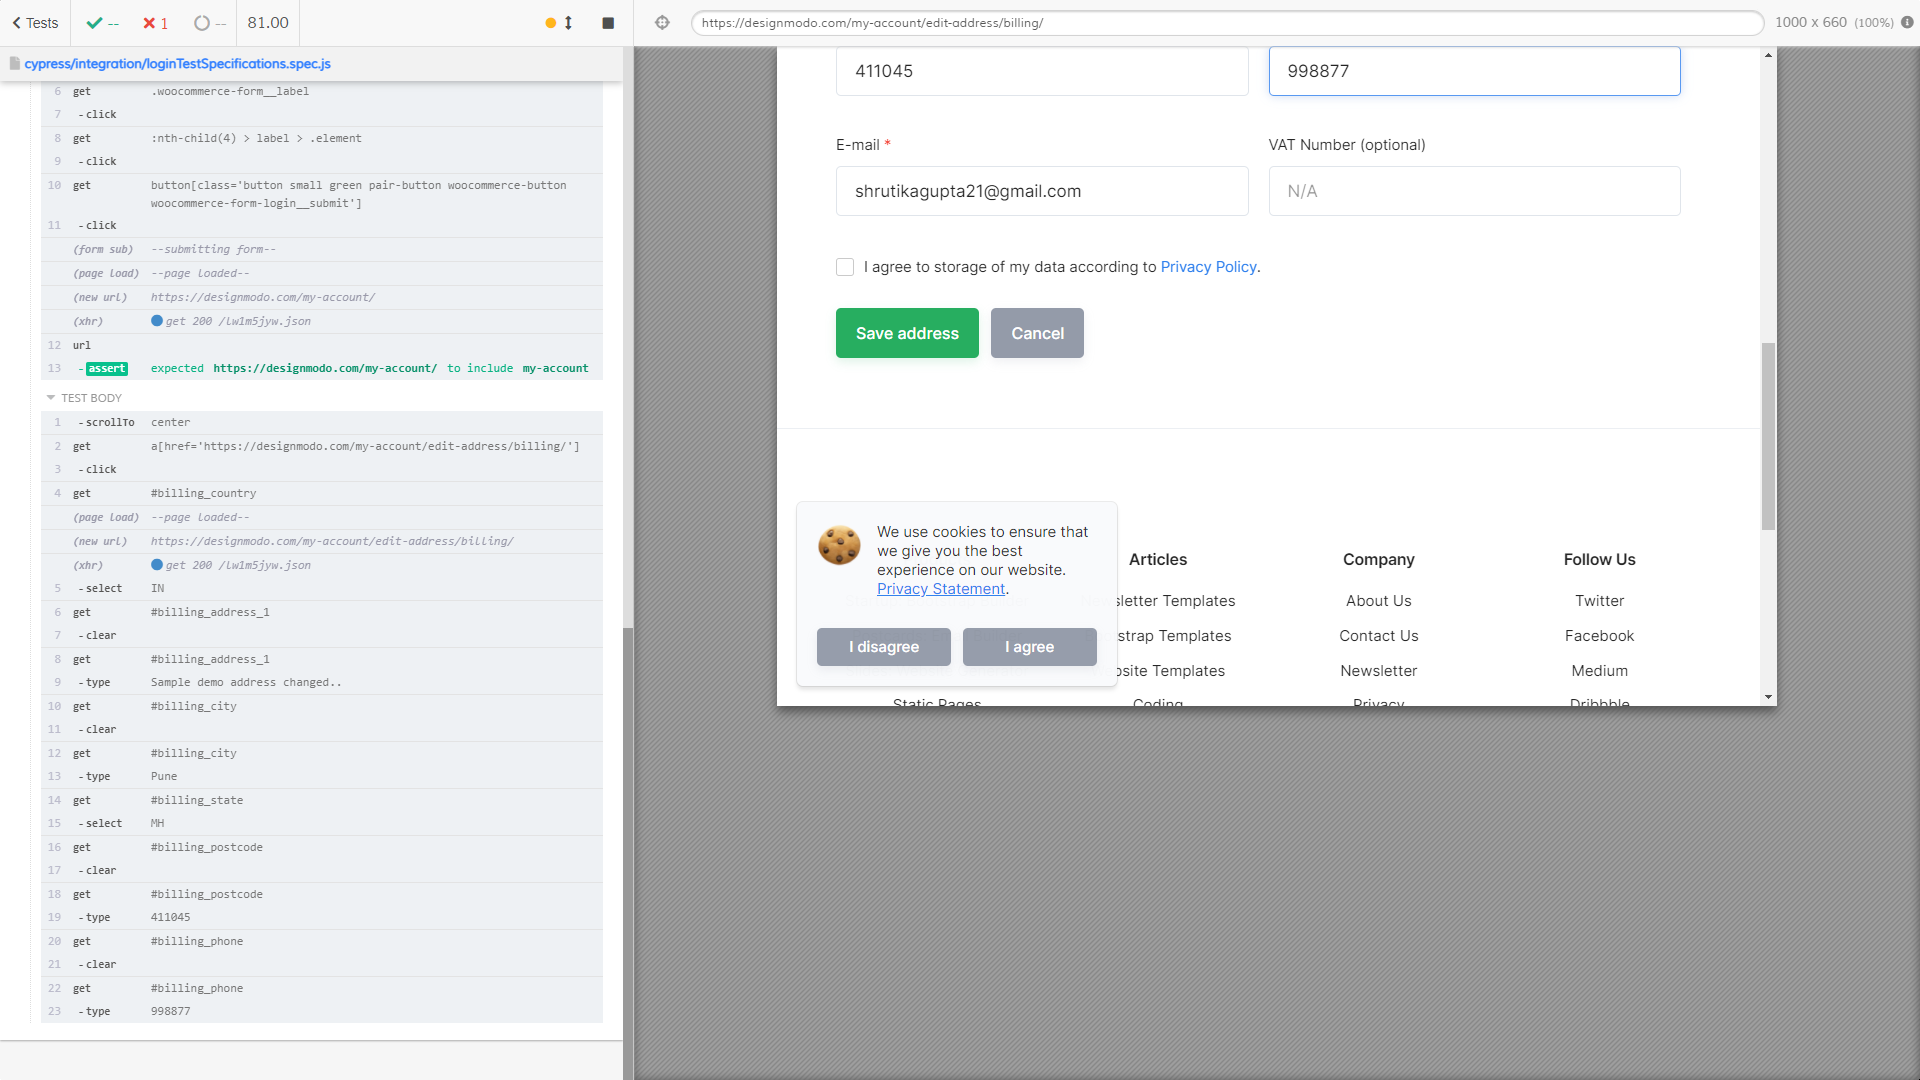 Tests
--
1
--
81.00
https://designmodo.com/my-account/edit-address/billing/
1000 x 660 (100%)
cypress/integration/loginTestSpecifications.spec.js
6 get .woocommerce-form__label
7 - click
8 get :nth-child(4) > label > .element
9 - click
10 get button[class='button small green pair-button woocommerce-button
woocommerce-form-login__submit']
11 - click
(form sub) --submitting form--
(page load) --page loaded--
(new url) https://designmodo.com/my-account/
(xhr) get 200 /lw1m5jyw.json
12 url
13 - assert expected https://designmodo.com/my-account/ to include my-account
TEST BODY
1 - scrollTo center
2 get a[href='https://designmodo.com/my-account/edit-address/billing/']
3 - click
4 get #billing_country
(page load) --page loaded--
(new url) https://designmodo.com/my-account/edit-address/billing/
(xhr) get 200 /lw1m5jyw.json
5 - select IN
6 get #billing_address_1
7 - clear
8 get #billing_address_1
9 - type Sample demo address changed..
10 get #billing_city
11 - clear
12 get #billing_city
13 - type Pune
14 get #billing_state
15 - select MH
16 get #billing_postcode
17 - clear
18 get #billing_postcode
19 - type 411045
20 get #billing_phone
21 - clear
22 get #billing_phone
23 - type 998877
411045
998877
E-mail *
VAT Number (optional)
shrutikagupta21@gmail.com
N/A
I agree to storage of my data according to Privacy Policy.
Save address
Cancel
We use cookies to ensure that
we give you the best
experience on our website.
Privacy Statement.
I disagree
I agree
Static Pages
Articles
sletter Templates
strap Templates
site Templates
Coding
Company
About Us
Contact Us
Newsletter
Privacy
Follow Us
Twitter
Facebook
Medium
Dribbble